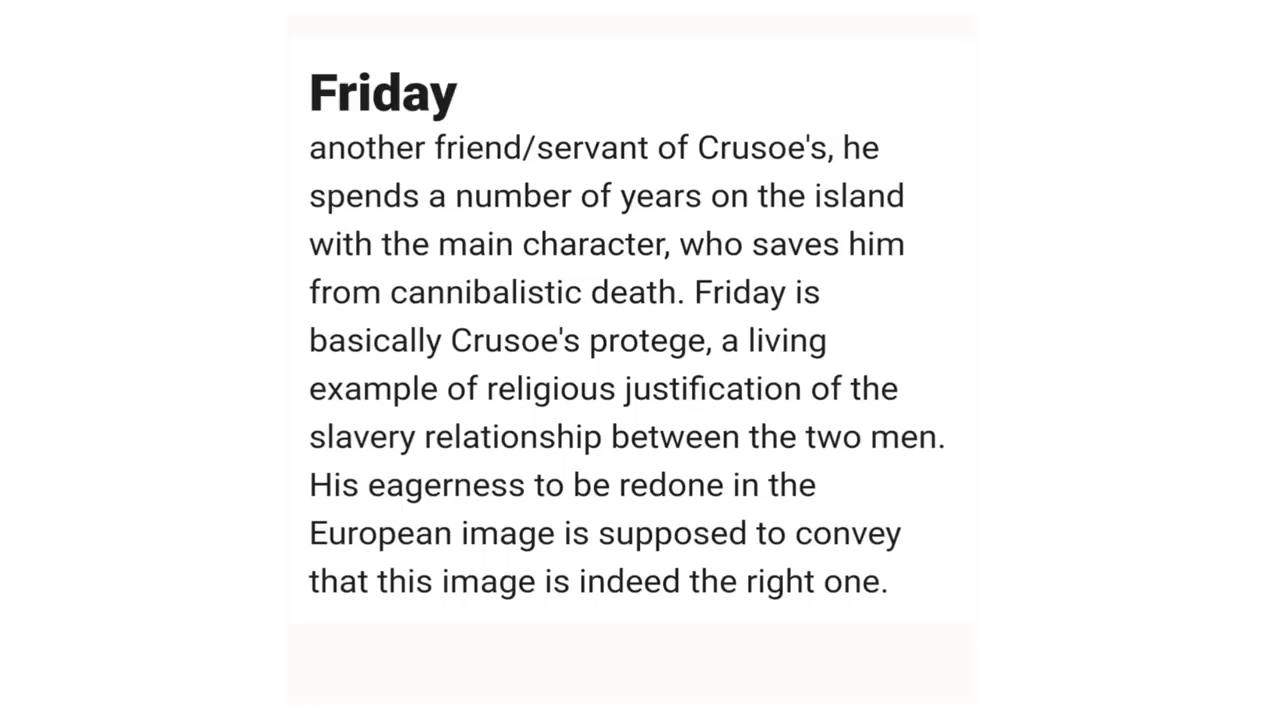 Friday
another friend/servant of Crusoe's, he
spends a number of years on the island
with the main character, who saves him
from cannibalistic death. Friday is
basically Crusoe's protege, a living
example of religious justification of the
slavery relationship between the two men.
His eagerness to be redone in the
European image is supposed to convey
that this image is indeed the right one.